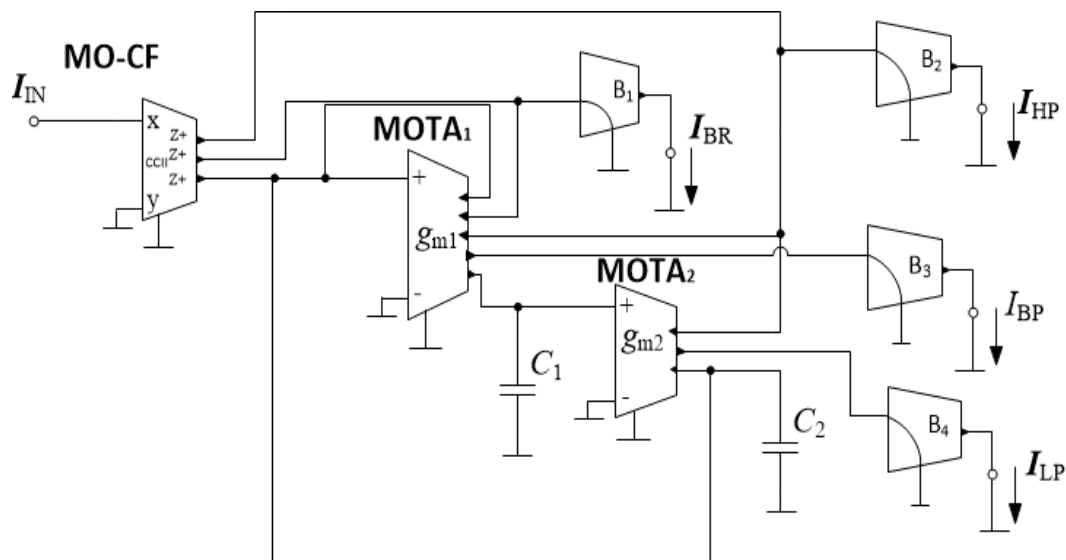 MO-CF
I_IN
x
Z+
Z+
CCII
Z+
y
MOTA1
+
g_m1
-
B1
I_BR
B2
I_HP
MOTA2
+
g_m2
-
B3
I_BP
C1
C2
B4
I_LP